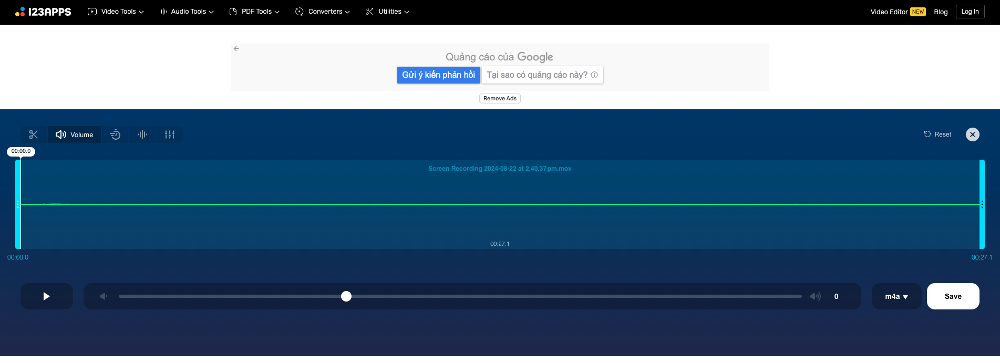 123APPS Video Tools Audio Tools PDF Tools Converters Utilities Video Editor NEW Blog Log In
Quảng cáo của Google
Gửi ý kiến phản hồi Tại sao có quảng cáo này?
Remove Ads
Volume Reset
00:00.0
Screen Recording 2024-08-22 at 2.40.37 pm.mov
00:27.1
00:00.0 00:27.1
0 m4a Save